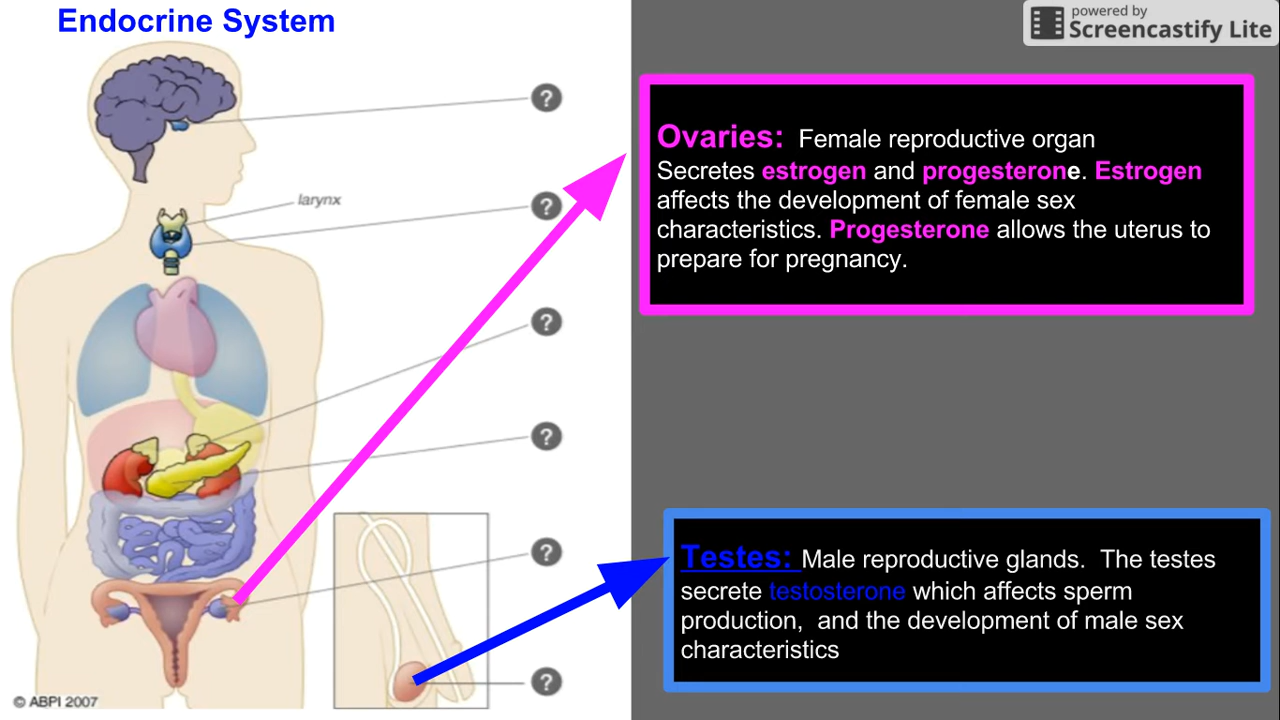 Endocrine System
powered by
Screencastify Lite
?
larynx
?
?
?
?
?
© ABPI 2007
Ovaries: Female reproductive organ
Secretes estrogen and progesterone. Estrogen
affects the development of female sex
characteristics. Progesterone allows the uterus to
prepare for pregnancy.
Testes: Male reproductive glands. The testes
secrete testosterone which affects sperm
production, and the development of male sex
characteristics